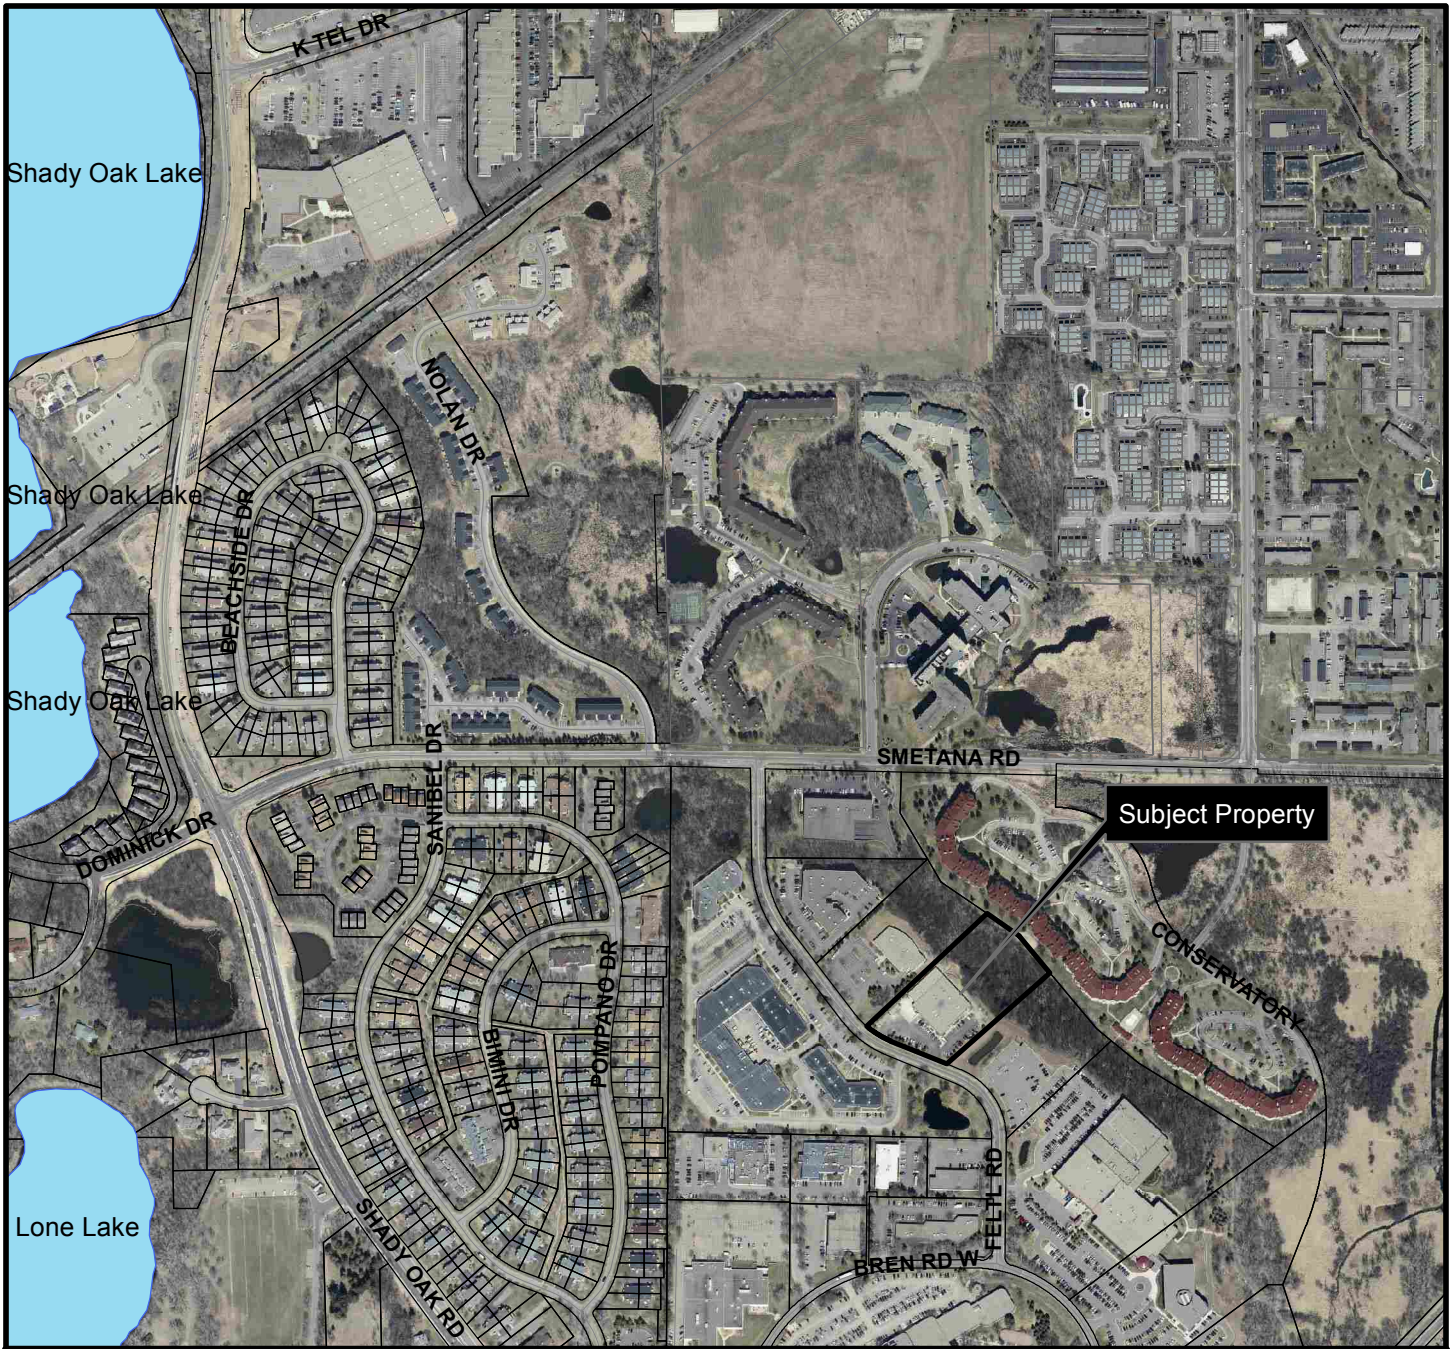 K TEL DR
Shady Oak Lake
NOLAN DR
Shady Oak Lake
BEACHSIDE DR
Shady Oak Lake
SANIBEL DR
SMETANA RD
Subject Property
DOMINICK DR
CONSERVATORY
POMPANO DR
BIMINI DR
FELTL RD
Lone Lake
SHADY OAK RD
BREN RD W